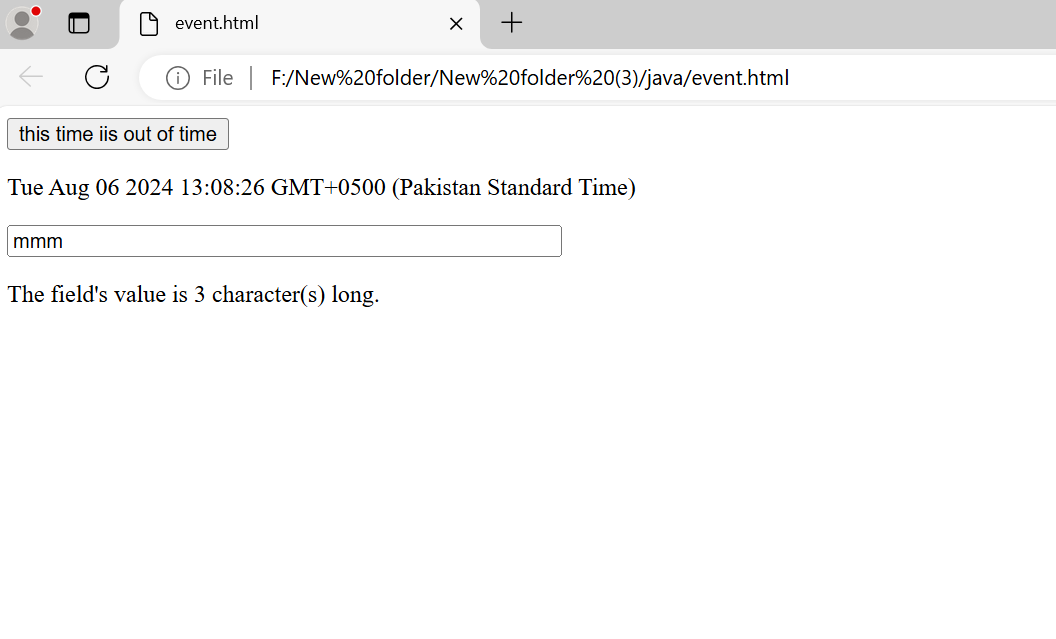 event.html
File F:/New%20folder/New%20folder%20(3)/java/event.html
this time iis out of time
Tue Aug 06 2024 13:08:26 GMT+0500 (Pakistan Standard Time)
mmm
The field's value is 3 character(s) long.